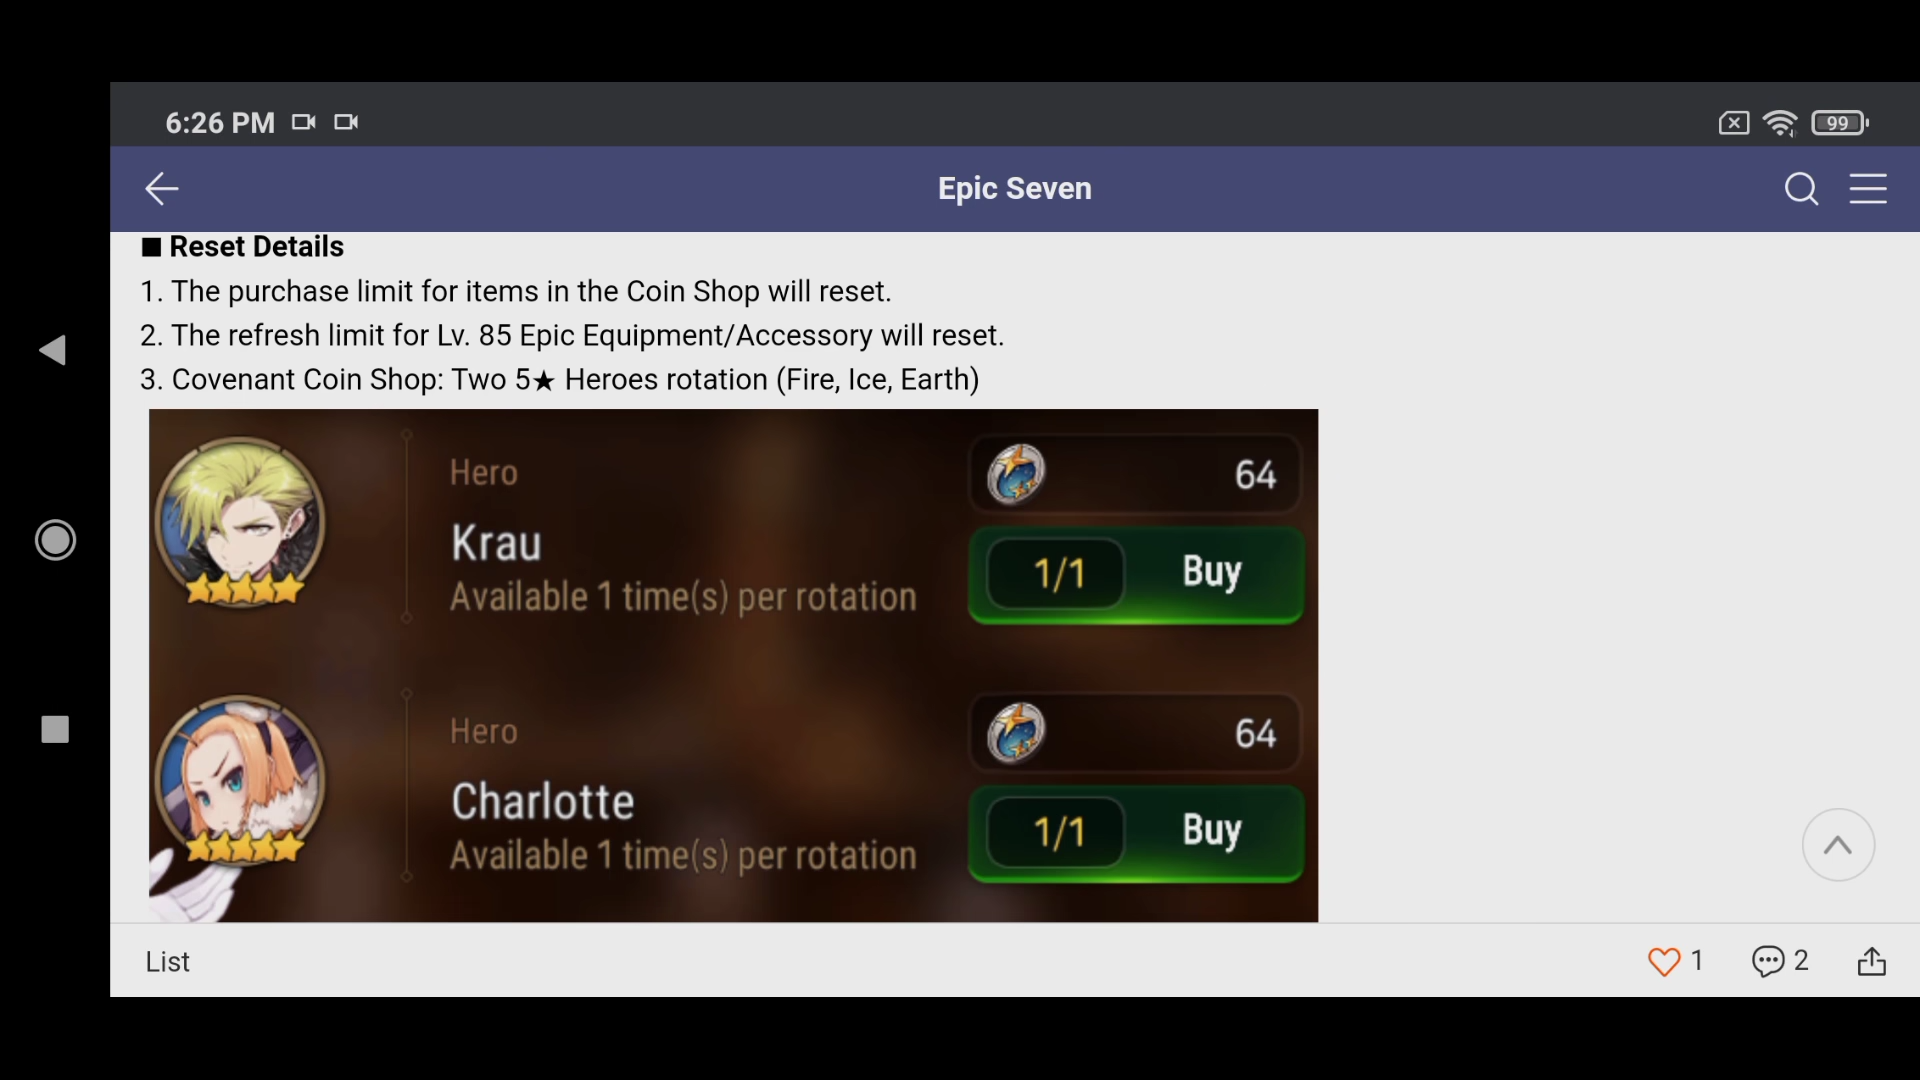 6:26 PM
99
Epic Seven
■ Reset Details
1. The purchase limit for items in the Coin Shop will reset.
2. The refresh limit for Lv. 85 Epic Equipment/Accessory will reset.
3. Covenant Coin Shop: Two 5★ Heroes rotation (Fire, Ice, Earth)
Hero
64
Krau
1/1 Buy
Available 1 time(s) per rotation
Hero
64
Charlotte
1/1 Buy
Available 1 time(s) per rotation
List
1
2